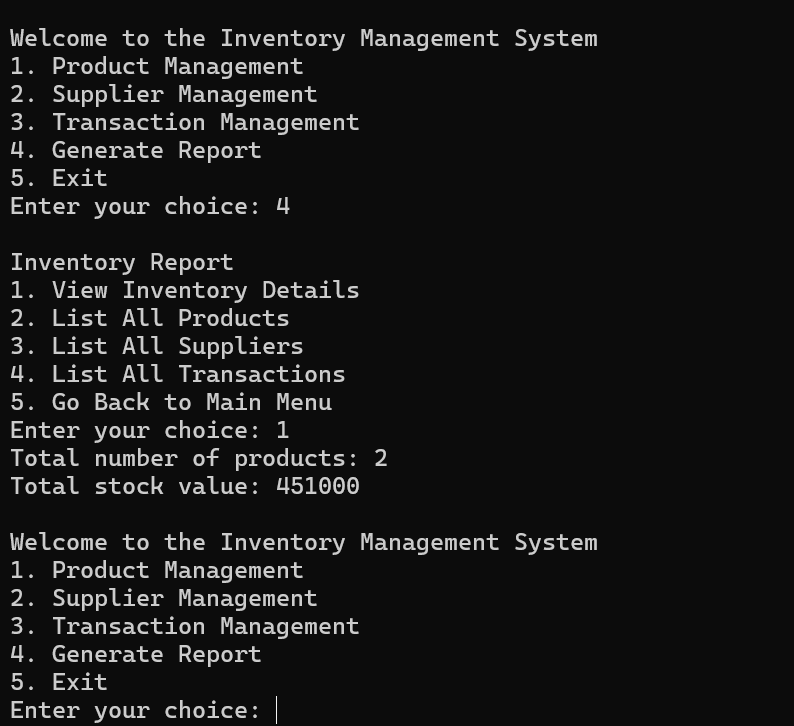 Welcome to the Inventory Management System
1. Product Management
2. Supplier Management
3. Transaction Management
4. Generate Report
5. Exit
Enter your choice: 4
Inventory Report
1. View Inventory Details
2. List All Products
3. List All Suppliers
4. List All Transactions
5. Go Back to Main Menu
Enter your choice: 1
Total number of products: 2
Total stock value: 451000
Welcome to the Inventory Management System
1. Product Management
2. Supplier Management
3. Transaction Management
4. Generate Report
5. Exit
Enter your choice: